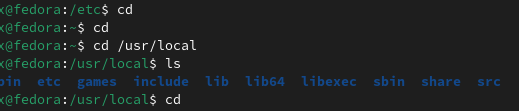 x@fedora:/etc$ cd
x@fedora:~$ cd
x@fedora:~$ cd /usr/local
x@fedora:/usr/local$ ls
bin etc games include lib lib64 libexec sbin share src
x@fedora:/usr/local$ cd